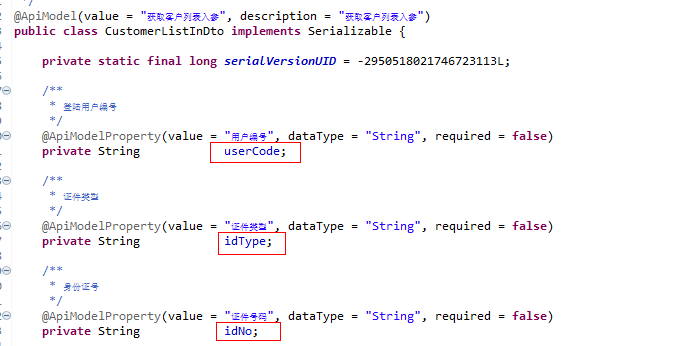 */
@ApiModel(value = "获取客户列表入参", description = "获取客户列表入参")
public class CustomerListInDto implements Serializable {
private static final long serialVersionUID = -2950518021746723113L;
/**
* 登陆用户编号
*/
@ApiModelProperty(value = "用户编号", dataType = "String", required = false)
private String userCode;
/**
* 证件类型
*/
@ApiModelProperty(value = "证件类型", dataType = "String", required = false)
private String idType;
/**
* 身份证号
*/
@ApiModelProperty(value = "证件号码", dataType = "String", required = false)
private String idNo;